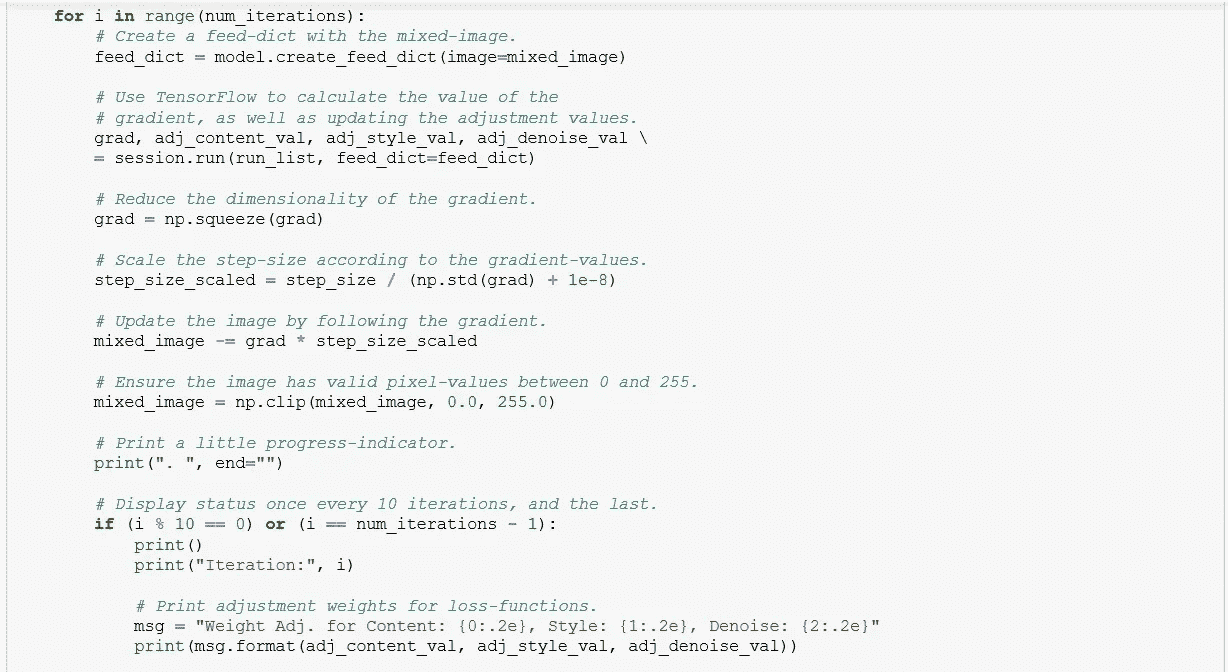 for i in range(num_iterations):
# Create a feed-dict with the mixed-image.
feed_dict = model.create_feed_dict(image=mixed_image)
# Use TensorFlow to calculate the value of the
# gradient, as well as updating the adjustment values.
grad, adj_content_val, adj_style_val, adj_denoise_val \
= session.run(run_list, feed_dict=feed_dict)
# Reduce the dimensionality of the gradient.
grad = np.squeeze(grad)
# Scale the step-size according to the gradient-values.
step_size_scaled = step_size / (np.std(grad) + 1e-8)
# Update the image by following the gradient.
mixed_image -= grad * step_size_scaled
# Ensure the image has valid pixel-values between 0 and 255.
mixed_image = np.clip(mixed_image, 0.0, 255.0)
# Print a little progress-indicator.
print(". ", end="")
# Display status once every 10 iterations, and the last.
if (i % 10 == 0) or (i == num_iterations - 1):
print()
print("Iteration:", i)
# Print adjustment weights for loss-functions.
msg = "Weight Adj. for Content: {0:.2e}, Style: {1:.2e}, Denoise: {2:.2e}"
print(msg.format(adj_content_val, adj_style_val, adj_denoise_val))